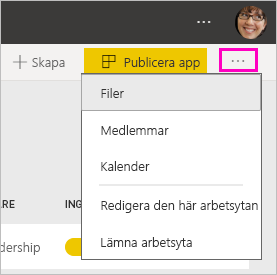 ...
+ Skapa Publicera app ...
Filer
Medlemmar
Kalender
ARE ING
Redigera den här arbetsytan
dership Lämna arbetsyta